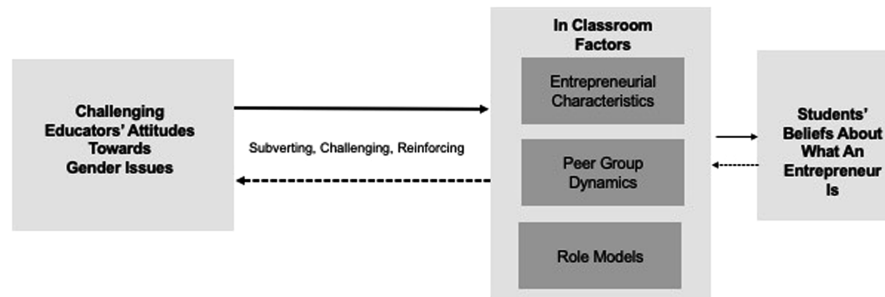 Challenging
Educators' Attitudes
Towards
Gender Issues
Subverting, Challenging, Reinforcing
In Classroom
Factors
Entrepreneurial
Characteristics
Peer Group
Dynamics
Role Models
Students'
Beliefs About
What An
Entrepreneur
Is